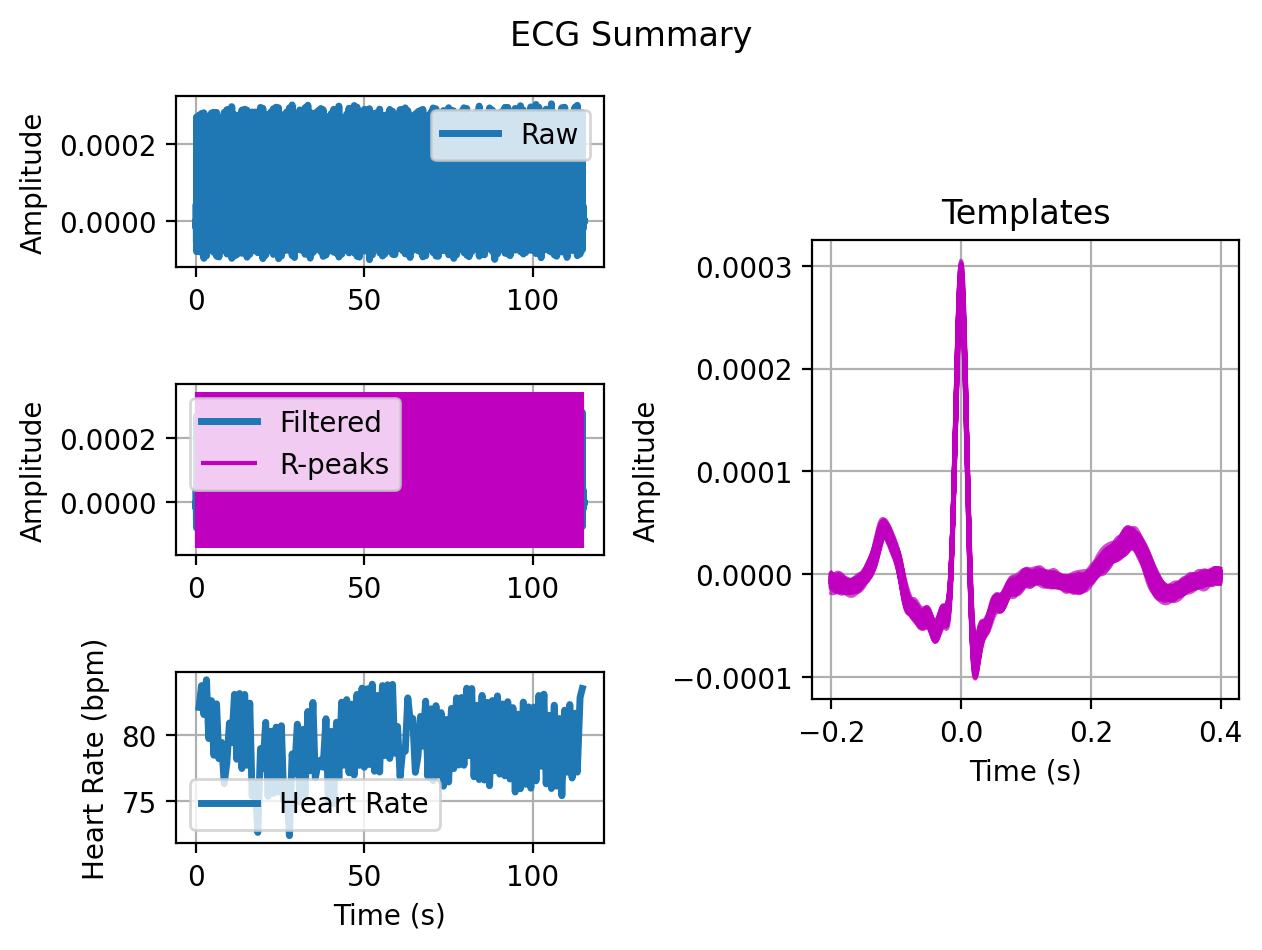 ECG Summary
Amplitude
0.0002
0.0000
Raw
0
50
100
Amplitude
0.0002
0.0000
Filtered
R-peaks
0
50
100
Heart Rate (bpm)
80
75
Heart Rate
0
50
100
Time (s)
Templates
Amplitude
0.0003
0.0002
0.0001
0.0000
−0.0001
−0.2
0.0
0.2
0.4
Time (s)